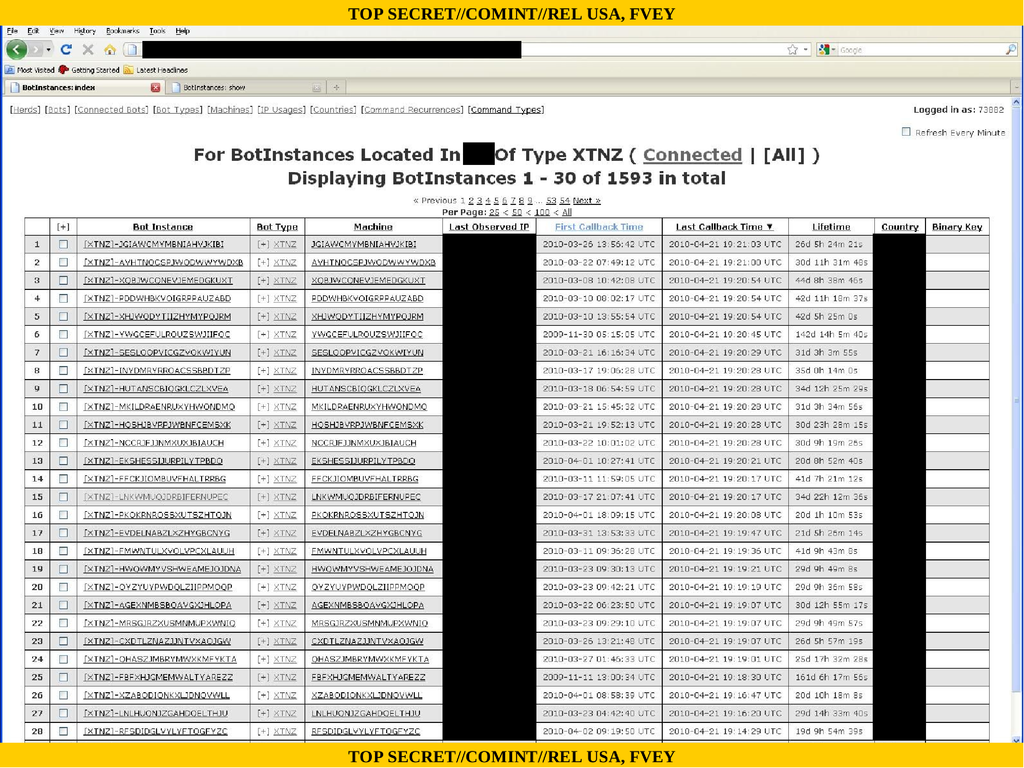 TOP SECRET//COMINT//REL USA, FVEY
File Edit View History Bookmarks Tools Help
Google
Most Visited Getting Started Latest Headlines
BotInstances: index BotInstances: show
[Herds] [Bots] [Connected Bots] [Bot Types] [Machines] [IP Usages] [Countries] [Command Recurrences] [Command Types] Logged in as: 73882
Refresh Every Minute
For BotInstances Located In Of Type XTNZ ( Connected | [All] )
Displaying BotInstances 1 - 30 of 1593 in total
« Previous 1 2 3 4 5 6 7 8 9 ... 53 54 Next »
Per Page: 25 < 50 < 100 < All
[+] Bot Instance Bot Type Machine Last Observed IP First Callback Time Last Callback Time ▼ Lifetime Country Binary Key
1 [XTNZ]-JGIAWCMYMBNIAHVJKIBI [+] XTNZ JGIAWCMYMBNIAHVJKIBI 2010-03-26 13:56:42 UTC 2010-04-21 19:21:03 UTC 26d 5h 24m 21s
2 [XTNZ]-AYHTNOCSPJWODWWYWDXB [+] XTNZ AYHTNOCSPJWODWWYWDXB 2010-03-22 07:49:12 UTC 2010-04-21 19:21:00 UTC 30d 11h 31m 48s
3 [XTNZ]-XQBJWCONEVJEMEDGKUXT [+] XTNZ XQBJWCONEVJEMEDGKUXT 2010-03-08 10:42:08 UTC 2010-04-21 19:20:54 UTC 44d 8h 38m 46s
4 [XTNZ]-PDDWHBKVOIGRPPAUZABD [+] XTNZ PDDWHBKVOIGRPPAUZABD 2010-03-10 08:02:17 UTC 2010-04-21 19:20:54 UTC 42d 11h 18m 37s
5 [XTNZ]-XHJWQDYTIIZHYMYPQJRM [+] XTNZ XHJWQDYTIIZHYMYPQJRM 2010-03-10 13:55:54 UTC 2010-04-21 19:20:54 UTC 42d 5h 25m 0s
6 [XTNZ]-YWGCEFULROUZSWJIIFOC [+] XTNZ YWGCEFULROUZSWJIIFOC 2009-11-30 05:15:05 UTC 2010-04-21 19:20:45 UTC 142d 14h 5m 40s
7 [XTNZ]-SESLOOPVICGZVOKWIYUN [+] XTNZ SESLOOPVICGZVOKWIYUN 2010-03-21 16:16:34 UTC 2010-04-21 19:20:29 UTC 31d 3h 3m 55s
8 [XTNZ]-INYDMRYRROACSSBBDTZP [+] XTNZ INYDMRYRROACSSBBDTZP 2010-03-17 19:06:28 UTC 2010-04-21 19:20:28 UTC 35d 0h 14m 0s
9 [XTNZ]-HUTANSCBIOGKLCZLXVEA [+] XTNZ HUTANSCBIOGKLCZLXVEA 2010-03-18 06:54:59 UTC 2010-04-21 19:20:28 UTC 34d 12h 25m 29s
10 [XTNZ]-MKILDRAENRUXYHWONDMO [+] XTNZ MKILDRAENRUXYHWONDMO 2010-03-21 15:45:32 UTC 2010-04-21 19:20:28 UTC 31d 3h 34m 56s
11 [XTNZ]-HOSHJBVRPJWBNFCEMSXK [+] XTNZ HOSHJBVRPJWBNFCEMSXK 2010-03-21 19:52:13 UTC 2010-04-21 19:20:28 UTC 30d 23h 28m 15s
12 [XTNZ]-NCCRJFJJNMXUXJBIAUCH [+] XTNZ NCCRJFJJNMXUXJBIAUCH 2010-03-22 10:01:02 UTC 2010-04-21 19:20:28 UTC 30d 9h 19m 26s
13 [XTNZ]-EKSHESSIJURPILYTPBDO [+] XTNZ EKSHESSIJURPILYTPBDO 2010-04-01 10:27:41 UTC 2010-04-21 19:20:21 UTC 20d 8h 52m 40s
14 [XTNZ]-FFCKJIOMBUVFHALTRRBG [+] XTNZ FFCKJIOMBUVFHALTRRBG 2010-03-11 11:59:05 UTC 2010-04-21 19:20:17 UTC 41d 7h 21m 12s
15 [XTNZ]-LNKWMUOJDRBIFERNUPEC [+] XTNZ LNKWMUOJDRBIFERNUPEC 2010-03-17 21:07:41 UTC 2010-04-21 19:20:17 UTC 34d 22h 12m 36s
16 [XTNZ]-PKOKRNROSSXUTSZHTOJN [+] XTNZ PKOKRNROSSXUTSZHTOJN 2010-04-01 18:09:15 UTC 2010-04-21 19:20:08 UTC 20d 1h 10m 53s
17 [XTNZ]-EVDELNABZLXZHYGBCNYG [+] XTNZ EVDELNABZLXZHYGBCNYG 2010-03-31 13:53:33 UTC 2010-04-21 19:19:47 UTC 21d 5h 26m 14s
18 [XTNZ]-FMWNTULXVOLVPCXLAUUH [+] XTNZ FMWNTULXVOLVPCXLAUUH 2010-03-11 09:36:28 UTC 2010-04-21 19:19:36 UTC 41d 9h 43m 8s
19 [XTNZ]-HWOWMYVSHWEAMEJOJDNA [+] XTNZ HWOWMYVSHWEAMEJOJDNA 2010-03-23 09:30:13 UTC 2010-04-21 19:19:21 UTC 29d 9h 49m 8s
20 [XTNZ]-OYZYUYPWDOLZIIPPMOQP [+] XTNZ OYZYUYPWDOLZIIPPMOQP 2010-03-23 09:42:21 UTC 2010-04-21 19:19:19 UTC 29d 9h 36m 58s
21 [XTNZ]-AGEXNMBSBOAVGXJHLOPA [+] XTNZ AGEXNMBSBOAVGXJHLOPA 2010-03-22 06:23:50 UTC 2010-04-21 19:19:07 UTC 30d 12h 55m 17s
22 [XTNZ]-MRSGJRZXUSMNMUPXWNIO [+] XTNZ MRSGJRZXUSMNMUPXWNIO 2010-03-23 09:29:10 UTC 2010-04-21 19:19:07 UTC 29d 9h 49m 57s
23 [XTNZ]-CXDTLZNAZJJNTVXAOJGW [+] XTNZ CXDTLZNAZJJNTVXAOJGW 2010-03-26 13:21:48 UTC 2010-04-21 19:19:07 UTC 26d 5h 57m 19s
24 [XTNZ]-OHASZJMBRYMWXKMFYKTA [+] XTNZ OHASZJMBRYMWXKMFYKTA 2010-03-27 01:46:33 UTC 2010-04-21 19:19:01 UTC 25d 17h 32m 28s
25 [XTNZ]-FBFXHJGMEMWALTYAREZZ [+] XTNZ FBFXHJGMEMWALTYAREZZ 2009-11-11 13:00:34 UTC 2010-04-21 19:18:30 UTC 161d 6h 17m 56s
26 [XTNZ]-XZABODIONKXLJDNOVWLL [+] XTNZ XZABODIONKXLJDNOVWLL 2010-04-01 08:58:39 UTC 2010-04-21 19:16:47 UTC 20d 10h 18m 8s
27 [XTNZ]-LNLHUONJZGAHDOELTHJU [+] XTNZ LNLHUONJZGAHDOELTHJU 2010-03-23 04:42:40 UTC 2010-04-21 19:16:20 UTC 29d 14h 33m 40s
28 [XTNZ]-RFSDIDGLVYLYFTOGFYZC [+] XTNZ RFSDIDGLVYLYFTOGFYZC 2010-04-02 09:19:50 UTC 2010-04-21 19:14:29 UTC 19d 9h 54m 39s
TOP SECRET//COMINT//REL USA, FVEY